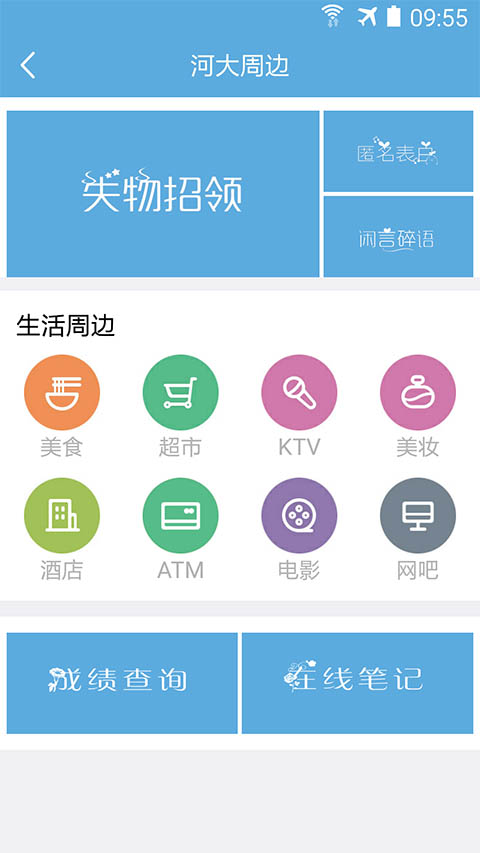 09:55
河大周边
失物招领
匿名表白
闲言碎语
生活周边
美食
超市
KTV
美妆
酒店
ATM
电影
网吧
成绩查询
在线笔记